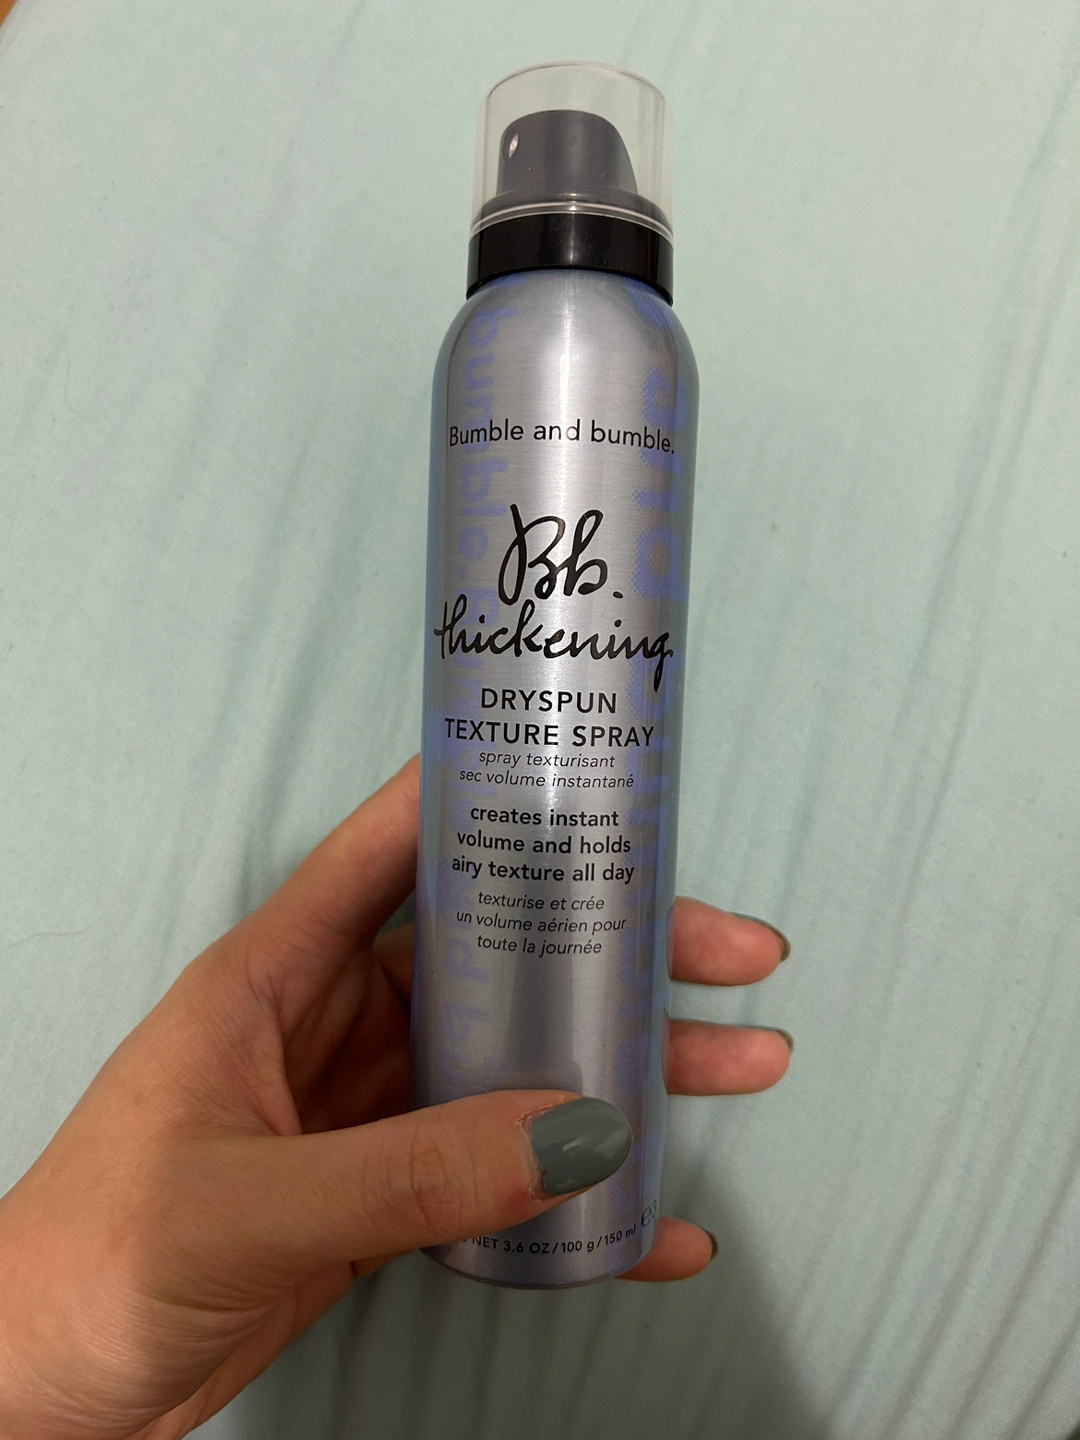 Bumble and bumble.
Bb.
thickening
DRYSPUN
TEXTURE SPRAY
spray texturisant
sec volume instantané
creates instant
volume and holds
airy texture all day
texturise et crée
un volume aérien pour
toute la journée
NET 3.6 OZ/100 g/150 ml e